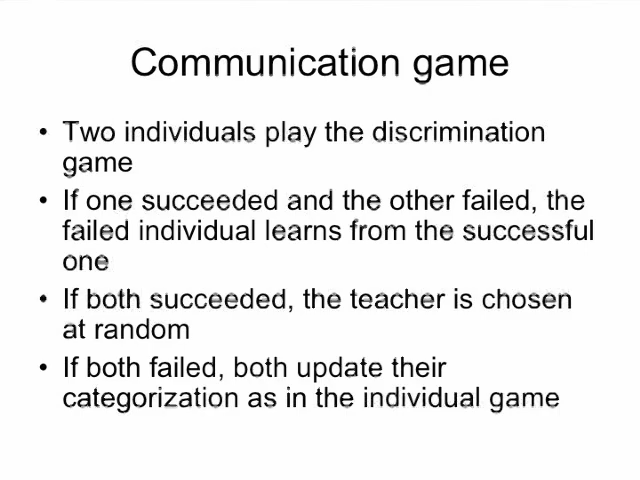 Communication game
• Two individuals play the discrimination
game
• If one succeeded and the other failed, the
failed individual learns from the successful
one
• If both succeeded, the teacher is chosen
at random
• If both failed, both update their
categorization as in the individual game